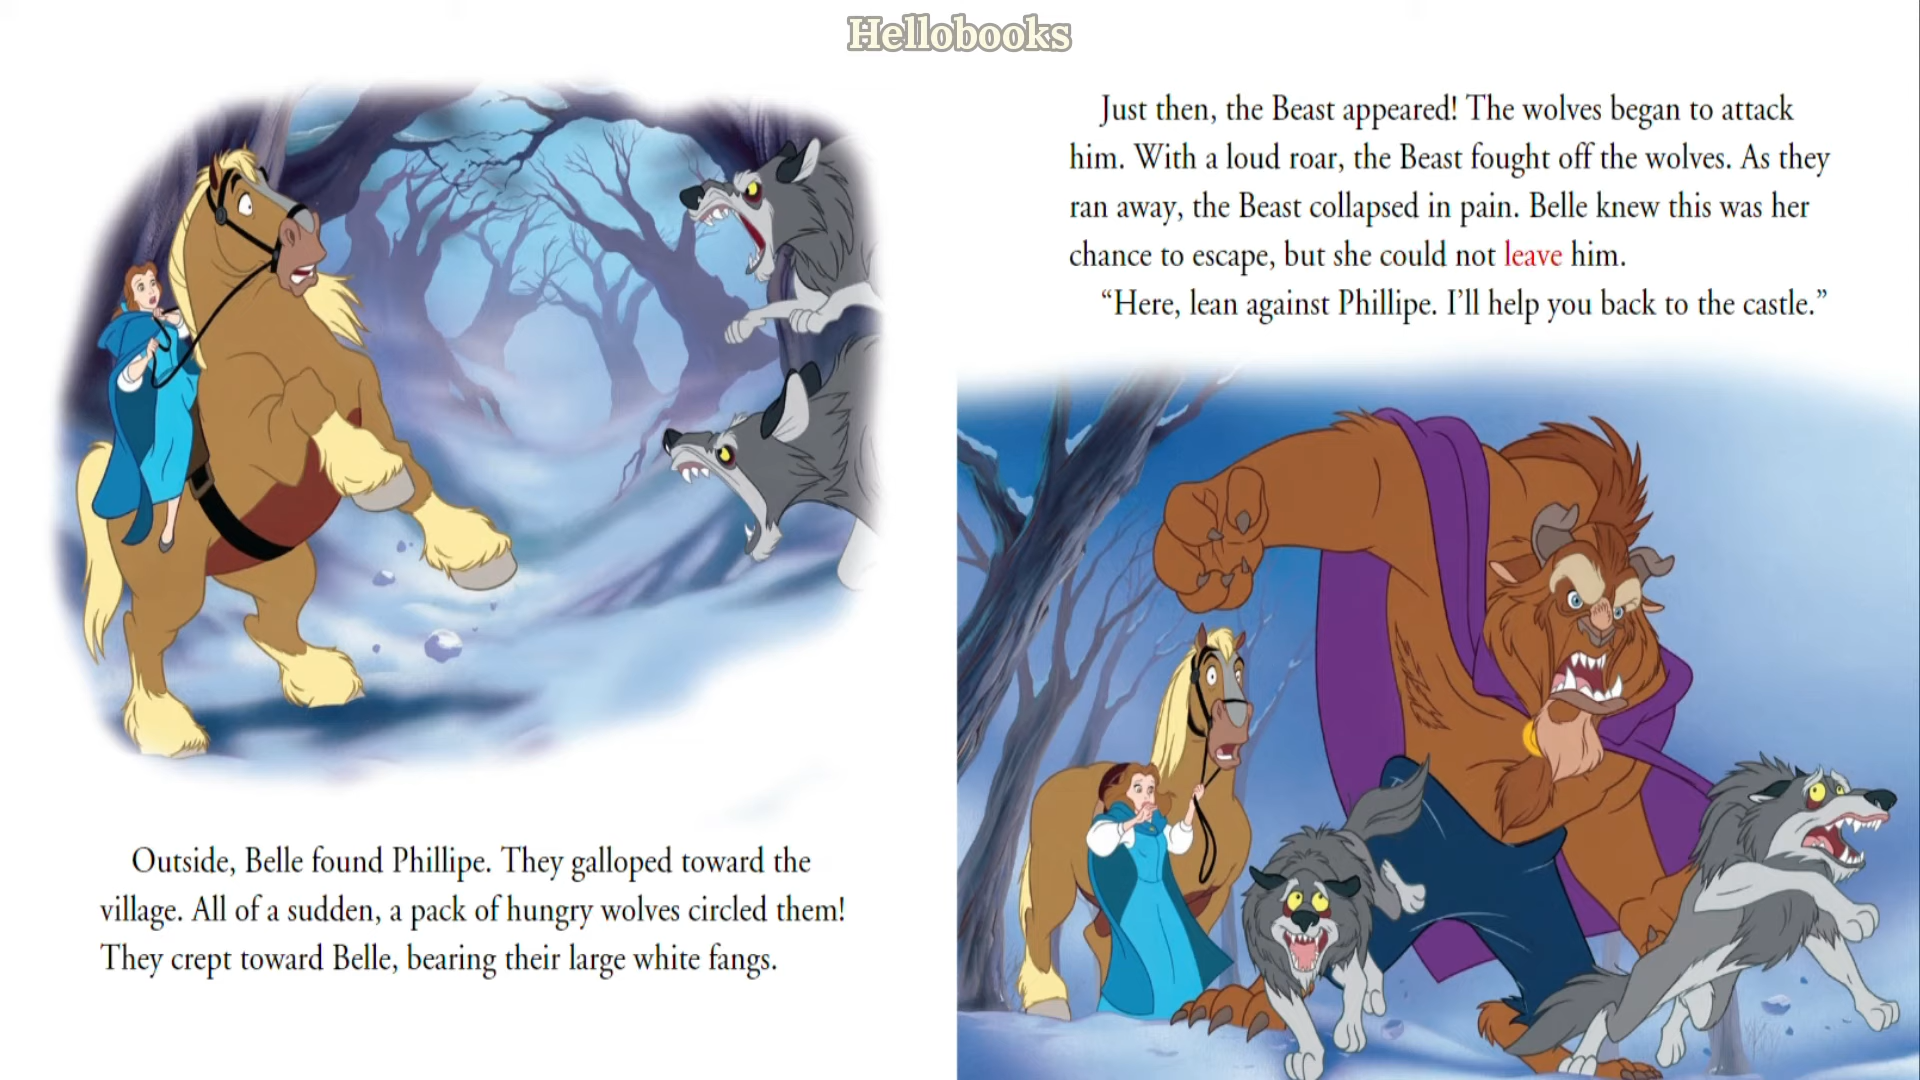 Hellobooks
Outside, Belle found Phillipe. They galloped toward the
village. All of a sudden, a pack of hungry wolves circled them!
They crept toward Belle, bearing their large white fangs.
Just then, the Beast appeared! The wolves began to attack
him. With a loud roar, the Beast fought off the wolves. As they
ran away, the Beast collapsed in pain. Belle knew this was her
chance to escape, but she could not leave him.
“Here, lean against Phillipe. I’ll help you back to the castle.”